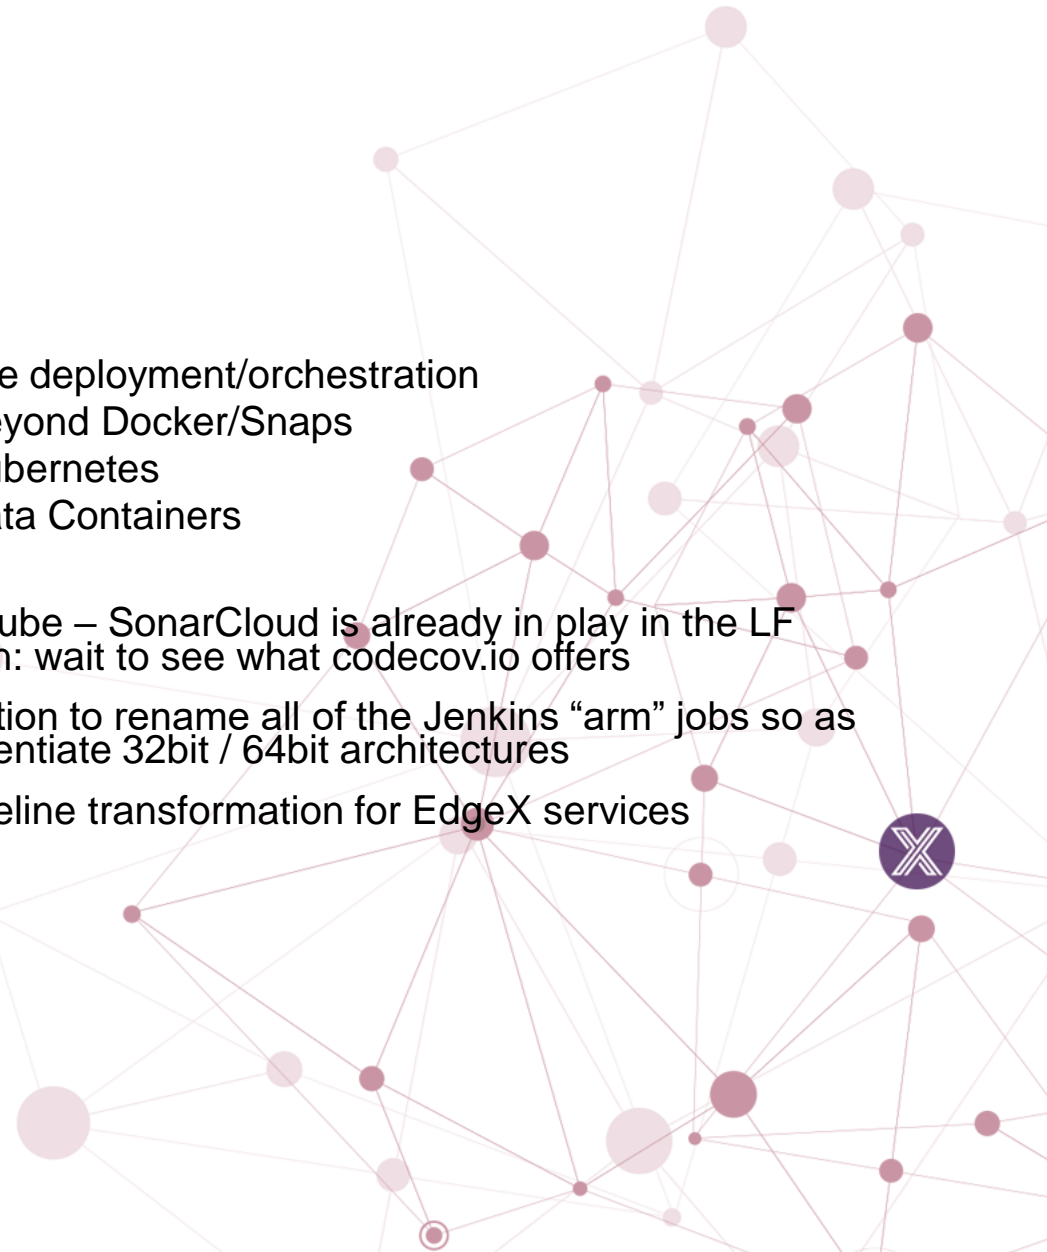 e deployment/orchestration
eyond Docker/Snaps
ubernetes
ata Containers
ube – SonarCloud is already in play in the LF
n: wait to see what codecov.io offers
tion to rename all of the Jenkins “arm” jobs so as
entiate 32bit / 64bit architectures
eline transformation for EdgeX services